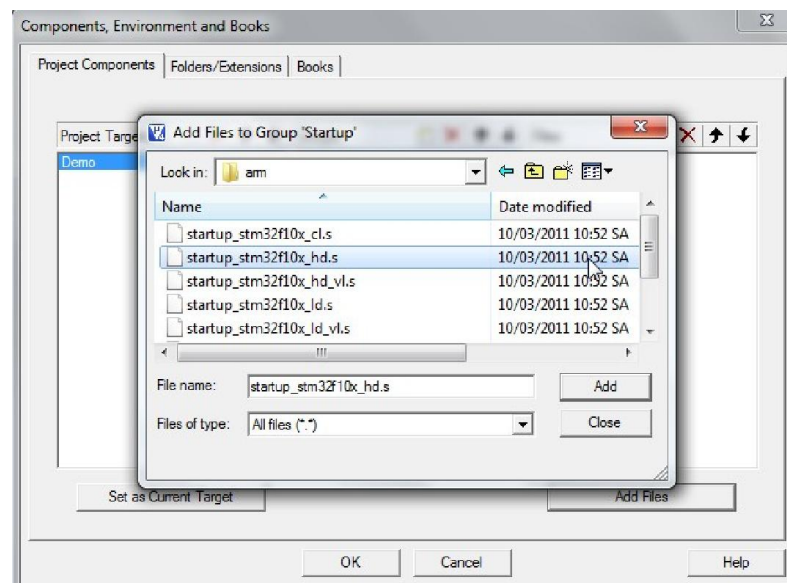 Components, Environment and Books
Project Components Folders/Extensions Books
Project Targe
Demo
Add Files to Group 'Startup'
Look in: arm
Name Date modified
startup_stm32f10x_cl.s 10/03/2011 10:52 SA
startup_stm32f10x_hd.s 10/03/2011 10:52 SA
startup_stm32f10x_hd_vl.s 10/03/2011 10:52 SA
startup_stm32f10x_ld.s 10/03/2011 10:52 SA
startup_stm32f10x_ld_vl.s 10/03/2011 10:52 SA
File name: startup_stm32f10x_hd.s Add
Files of type: All files (*.*) Close
Set as Current Target Add Files
OK Cancel Help